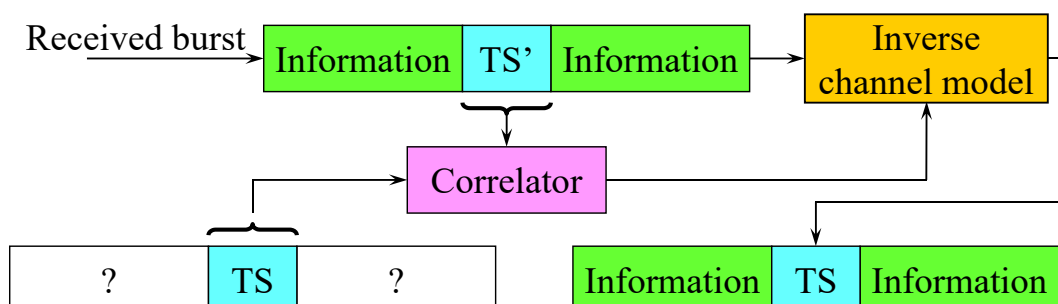 Received burst
Information TS’ Information
Inverse
channel model
Correlator
? TS ?
Information TS Information